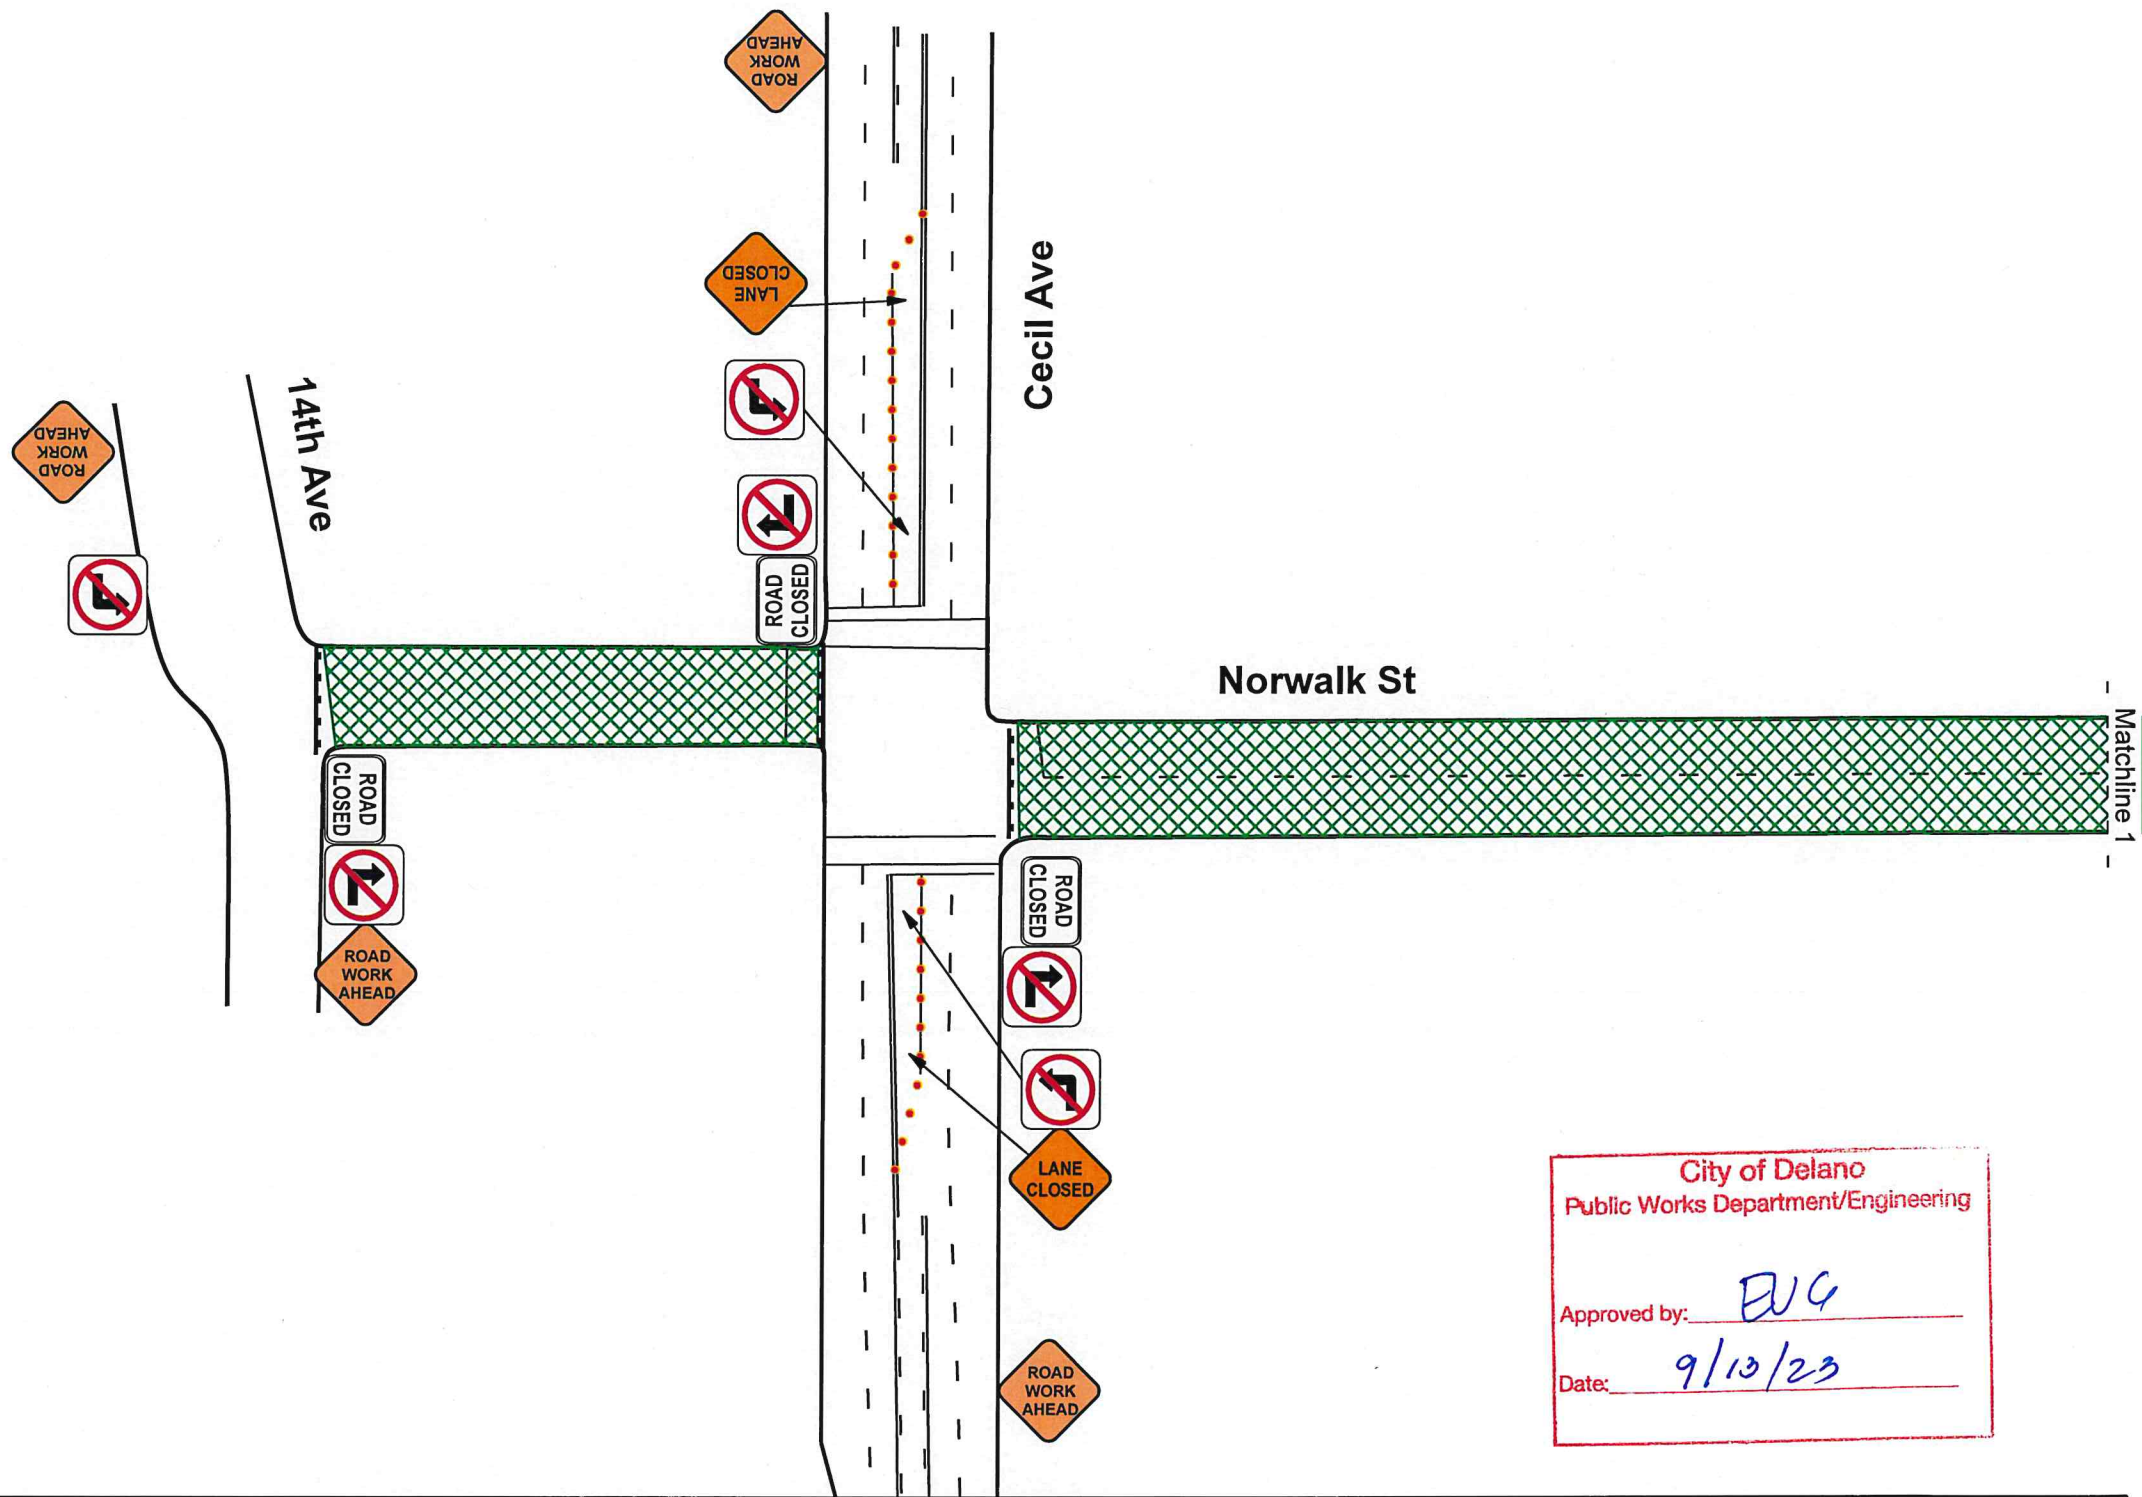 ROAD
WORK
AHEAD
LANE
CLOSED
Cecil Ave
14th Ave
ROAD
WORK
AHEAD
ROAD
CLOSED
Norwalk St
Matchline 1
ROAD
CLOSED
ROAD
WORK
AHEAD
ROAD
CLOSED
LANE
CLOSED
ROAD
WORK
AHEAD
City of Delano
Public Works Department/Engineering
Approved by: EVG
Date: 9/13/23